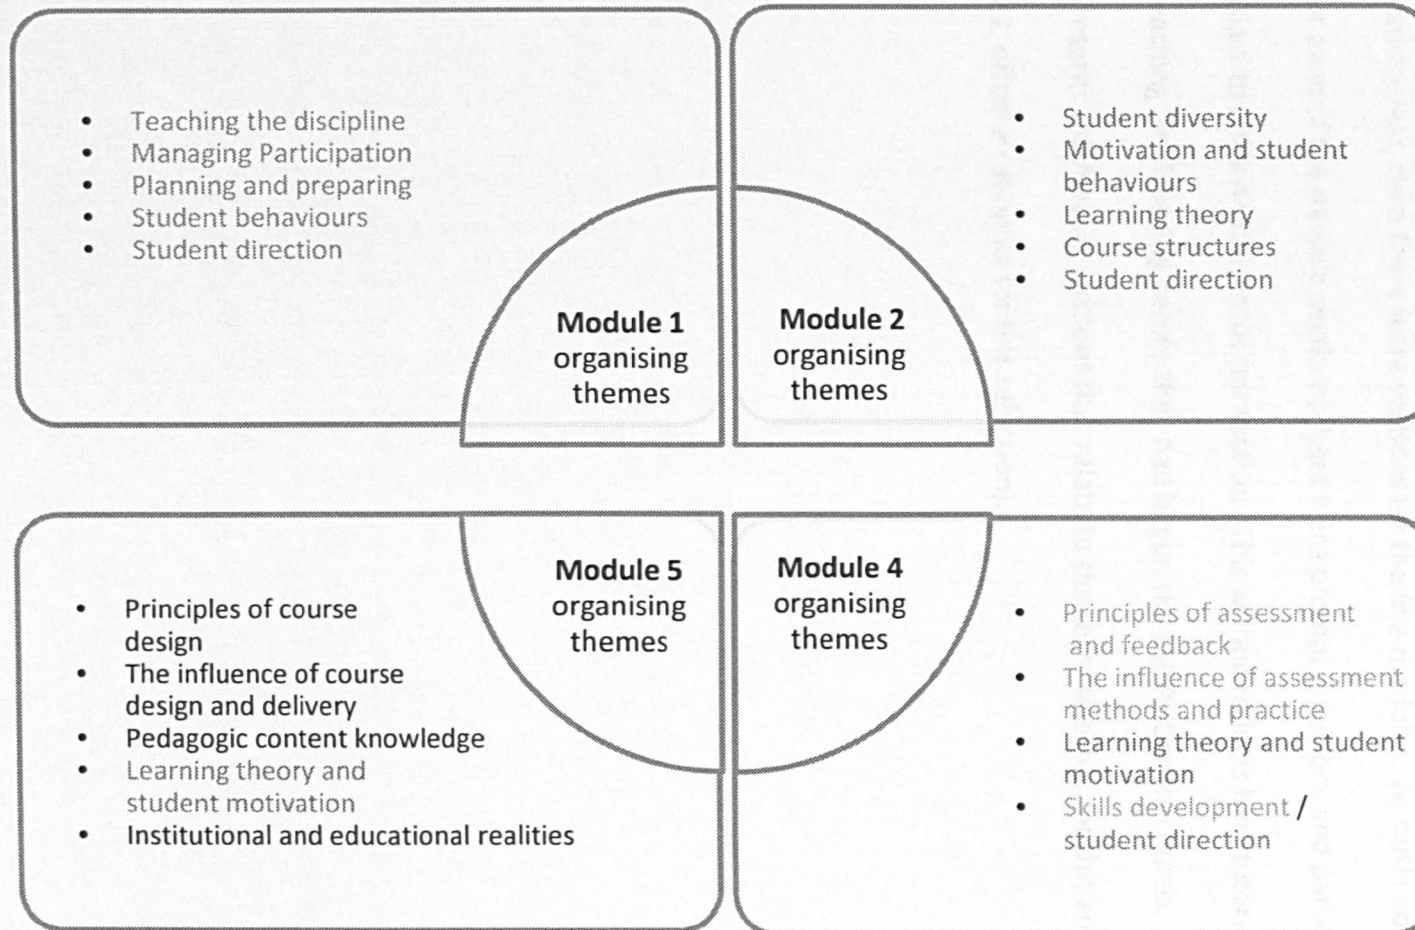 • Teaching the discipline
• Managing Participation
• Planning and preparing
• Student behaviours
• Student direction
Module 1
organising
themes
• Student diversity
• Motivation and student
behaviours
• Learning theory
• Course structures
• Student direction
Module 2
organising
themes
• Principles of course
design
• The influence of course
design and delivery
• Pedagogic content knowledge
• Learning theory and
student motivation
• Institutional and educational realities
Module 5
organising
themes
Module 4
organising
themes
• Principles of assessment
and feedback
• The influence of assessment
methods and practice
• Learning theory and student
motivation
• Skills development /
student direction